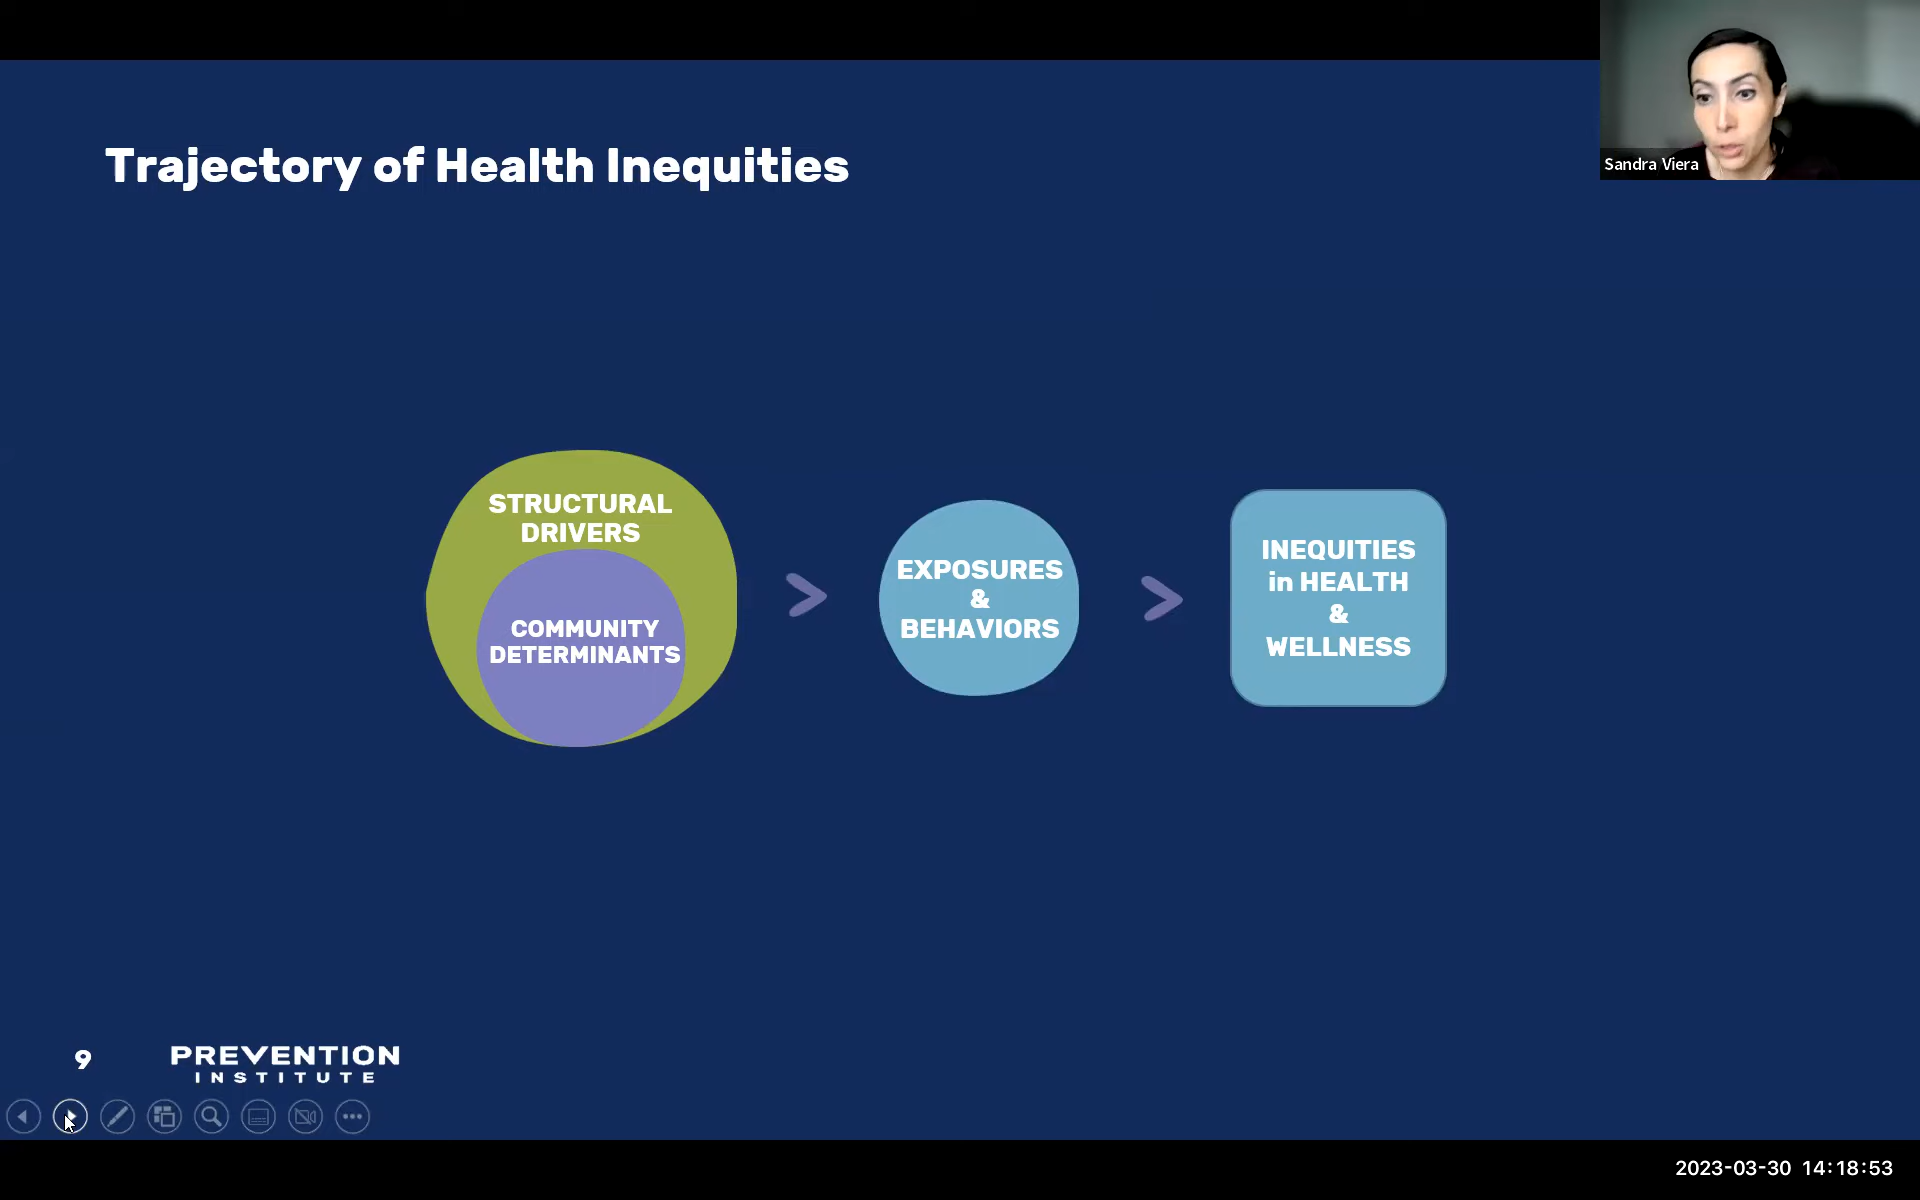 Trajectory of Health Inequities
Sandra Viera
STRUCTURAL
DRIVERS
COMMUNITY
DETERMINANTS
>
EXPOSURES
&
BEHAVIORS
>
INEQUITIES
in HEALTH
&
WELLNESS
9
PREVENTION
INSTITUTE
2023-03-30 14:18:53